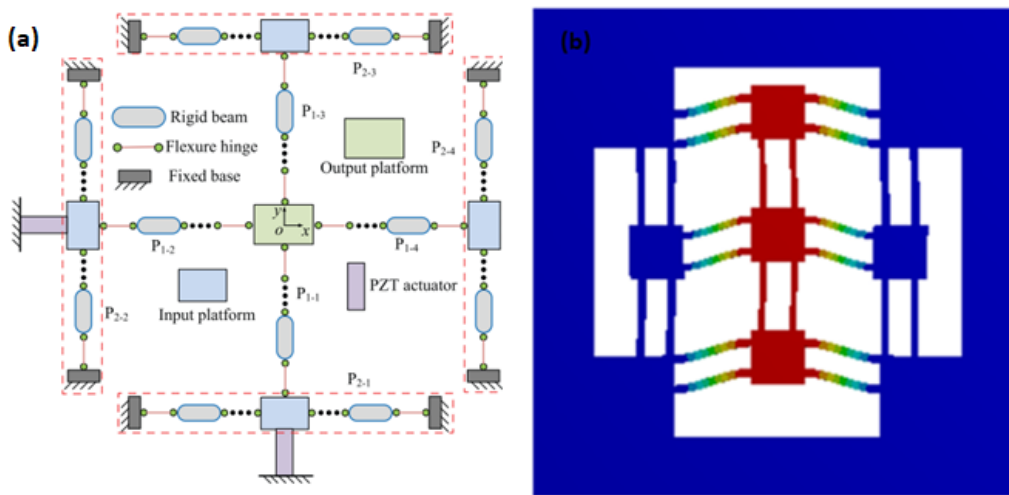 (a)
(b)
P2-3
P1-3
Rigid beam
Flexure hinge
Fixed base
Output platform
P2-4
y
o x
P1-2
P1-4
Input platform
PZT actuator
P1-1
P2-2
P2-1